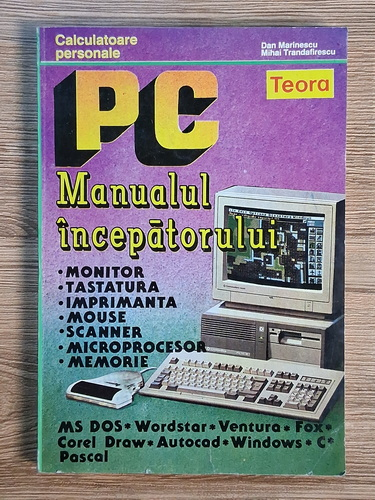 Calculatoare
personale
Dan Marinescu
Mihai Trandafirescu
Teora
PC
Manualul
începătorului
• MONITOR
• TASTATURA
• IMPRIMANTA
• MOUSE
• SCANNER
• MICROPROCESOR
• MEMORIE
MS DOS * Wordstar * Ventura * Fox *
Corel Draw * Autocad * Windows * C *
Pascal